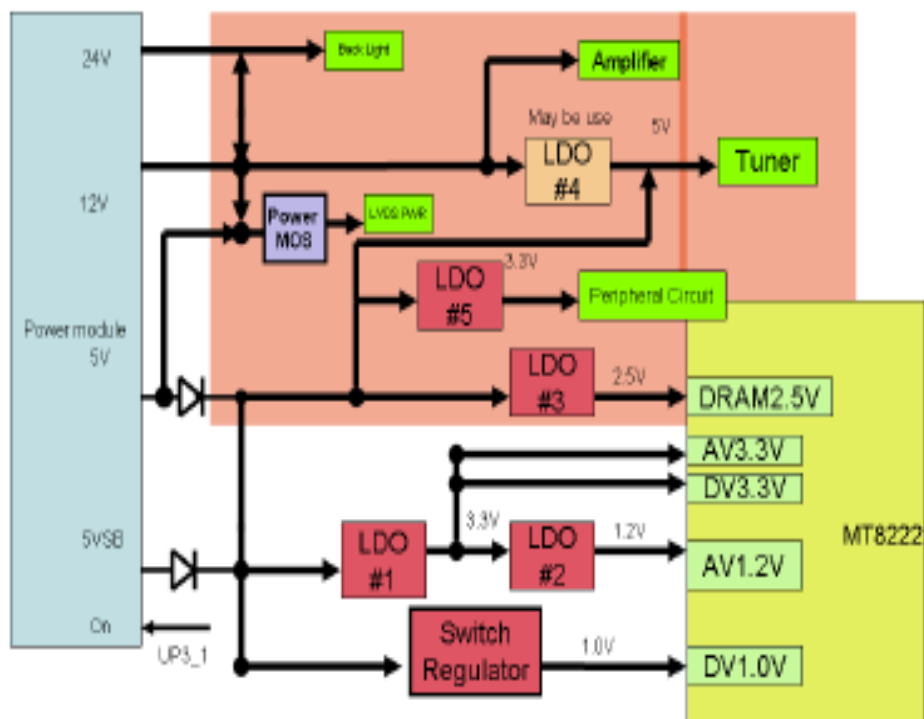 24V
Back Light
Amplifier
May be use
5V
LDO
#4
Tuner
12V
Power
MOS
LVDS PWR
3.3V
LDO
#5
Peripheral Circuit
Power module
5V
LDO
#3
2.5V
DRAM2.5V
AV3.3V
DV3.3V
5VSB
LDO
#1
3.3V
LDO
#2
1.2V
AV1.2V
MT8222
On
UP3_1
Switch
Regulator
1.0V
DV1.0V